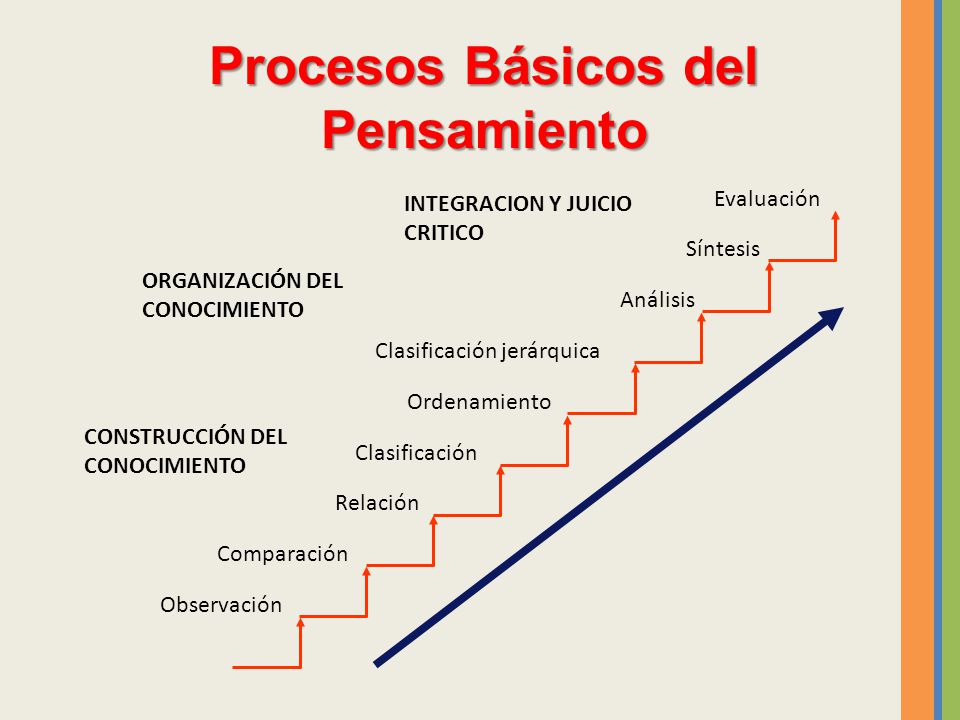 Procesos Básicos del
Pensamiento
INTEGRACION Y JUICIO
CRITICO
Evaluación
Síntesis
ORGANIZACIÓN DEL
CONOCIMIENTO
Análisis
Clasificación jerárquica
Ordenamiento
CONSTRUCCIÓN DEL
CONOCIMIENTO
Clasificación
Relación
Comparación
Observación